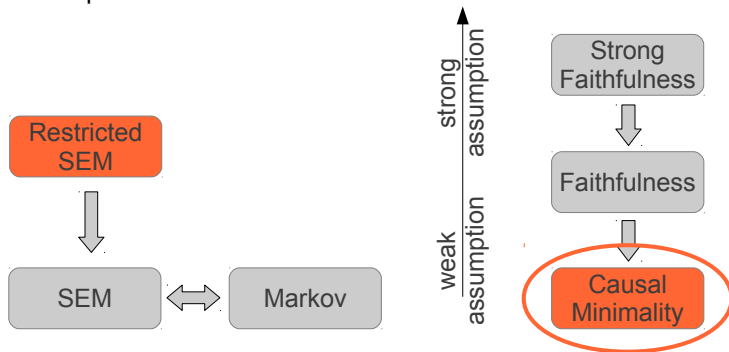 Restricted
SEM
SEM
Markov
strong
assumption
weak
assumption
Strong
Faithfulness
Faithfulness
Causal
Minimality